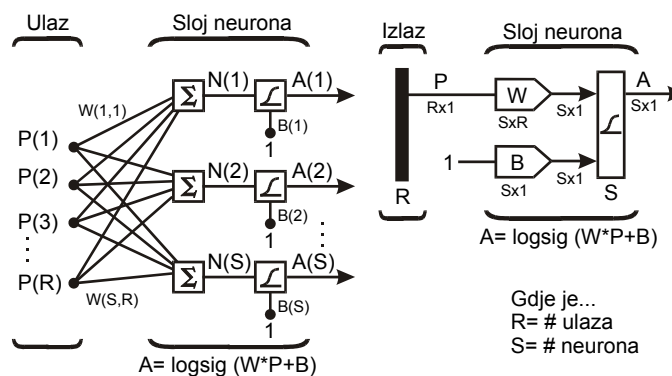 Ulaz
Sloj neurona
P(1)
P(2)
P(3)
P(R)
W(1,1)
W(S,R)
Σ
N(1)
A(1)
B(1)
1
Σ
N(2)
A(2)
B(2)
1
Σ
N(S)
A(S)
B(S)
1
A= logsig (W*P+B)
Izlaz
Sloj neurona
P
Rx1
W
SxR
Sx1
A
Sx1
1
B
Sx1
Sx1
R
S
A= logsig (W*P+B)
Gdje je...
R= # ulaza
S= # neurona